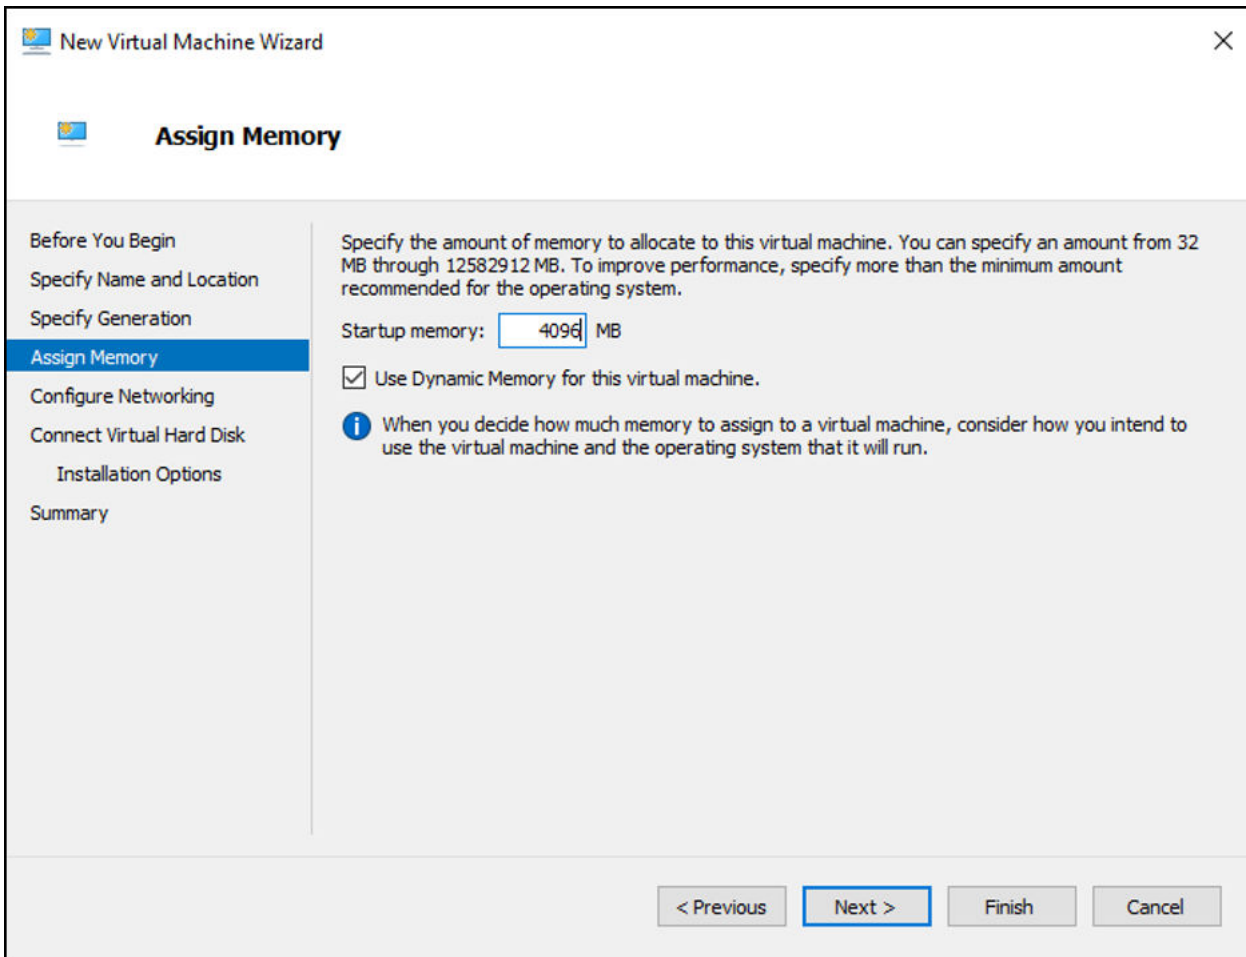 New Virtual Machine Wizard
Assign Memory
Before You Begin
Specify Name and Location
Specify Generation
Assign Memory
Configure Networking
Connect Virtual Hard Disk
Installation Options
Summary
Specify the amount of memory to allocate to this virtual machine. You can specify an amount from 32
MB through 12582912 MB. To improve performance, specify more than the minimum amount
recommended for the operating system.
Startup memory: 4096 MB
Use Dynamic Memory for this virtual machine.
When you decide how much memory to assign to a virtual machine, consider how you intend to
use the virtual machine and the operating system that it will run.
< Previous Next > Finish Cancel